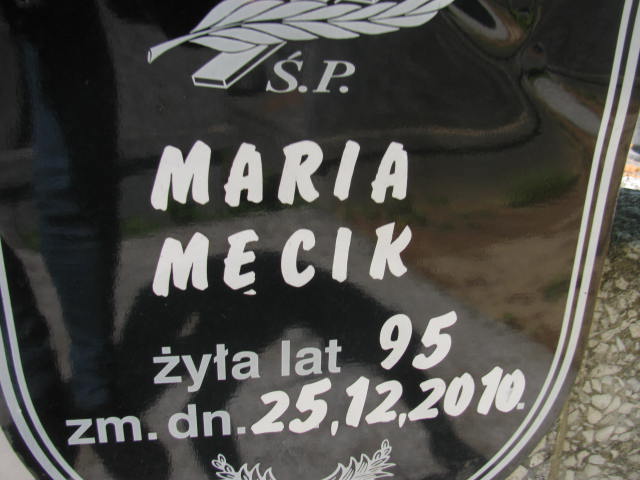 Ś.P.
MARIA
MĘCIK
żyła lat 95
zm. dn. 25,12,2010.